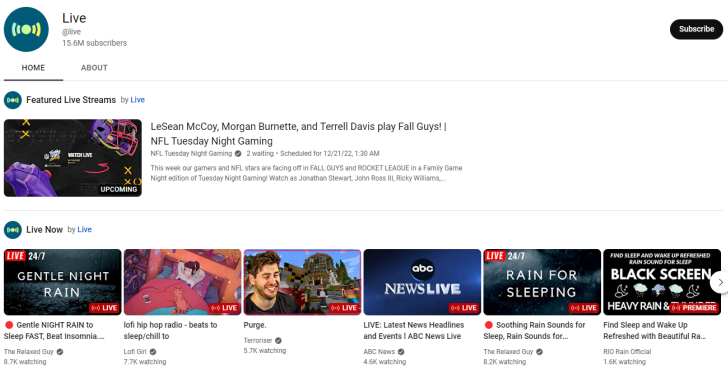 Live
@live
15.6M subscribers
Subscribe
HOME
ABOUT
Featured Live Streams by Live
WATCH LIVE
UPCOMING
LeSean McCoy, Morgan Burnette, and Terrell Davis play Fall Guys! |
NFL Tuesday Night Gaming
NFL Tuesday Night Gaming 2 waiting • Scheduled for 12/21/22, 1:30 AM
This week our gamers and NFL stars are facing off in FALL GUYS and ROCKET LEAGUE in a Family Game
Night edition of Tuesday Night Gaming! Watch as Jonathan Stewart, John Ross III, Ricky Williams,...
Live Now by Live
LIVE 24/7
GENTLE NIGHT
RAIN
LIVE
Gentle NIGHT RAIN to
Sleep FAST, Beat Insomnia....
The Relaxed Guy
8.7K watching
LIVE
lofi hip hop radio - beats to
sleep/chill to
Lofi Girl
7.7K watching
LIVE
Purge.
Terroriser
5.7K watching
abc
NEWS LIVE
LIVE
LIVE: Latest News Headlines
and Events l ABC News Live
ABC News
4.6K watching
LIVE 24/7
RAIN FOR
SLEEPING
LIVE
Soothing Rain Sounds for
Sleep, Rain Sounds for...
The Relaxed Guy
8.2K watching
FIND SLEEP AND WAKE UP REFRESHED
RAIN SOUND FOR SLEEP
BLACK SCREEN
HEAVY RAIN & THUNDER
PREMIERE
Find Sleep and Wake Up
Refreshed with Beautiful Ra...
RIO Rain Official
1.6K watching